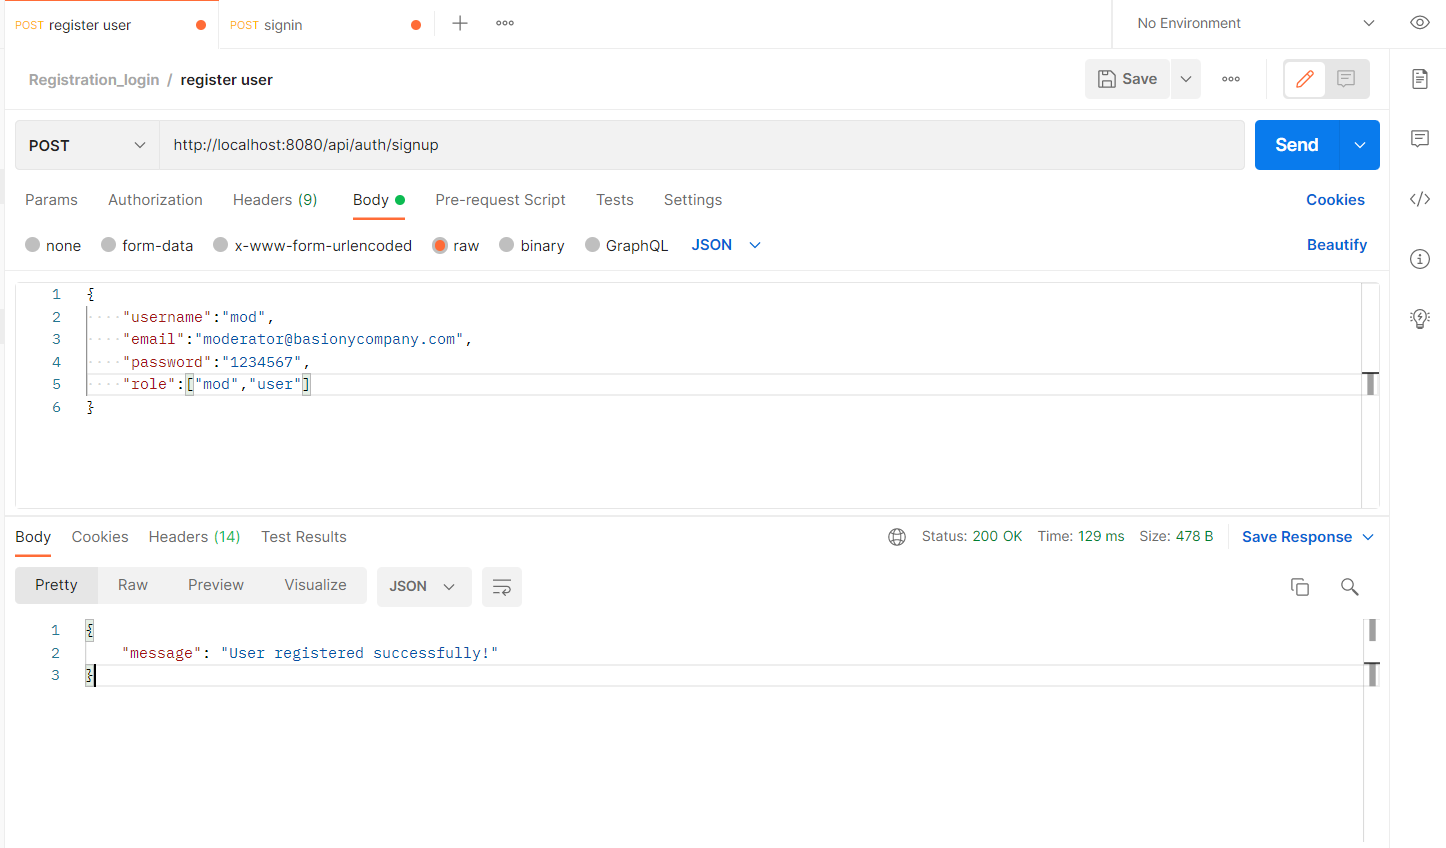 POST register user
POST signin
No Environment
Registration_login / register user
Save
POST
http://localhost:8080/api/auth/signup
Send
Params Authorization Headers (9) Body Pre-request Script Tests Settings Cookies
none form-data x-www-form-urlencoded raw binary GraphQL JSON Beautify
1 {
2 ····"username":"mod",
3 ····"email":"moderator@basionycompany.com",
4 ····"password":"1234567",
5 ····"role":["mod","user"]
6 }
Body Cookies Headers (14) Test Results Status: 200 OK Time: 129 ms Size: 478 B Save Response
Pretty Raw Preview Visualize JSON
1 {
2 "message": "User registered successfully!"
3 }